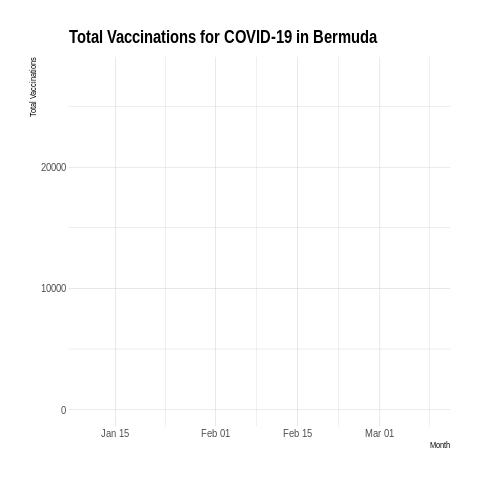 Total Vaccinations for COVID-19 in Bermuda
Total Vaccinations
20000
10000
0
Jan 15
Feb 01
Feb 15
Mar 01
Month